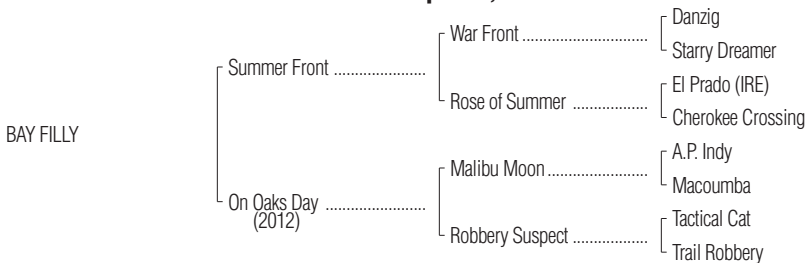 Danzig
War Front ................................
Starry Dreamer
Summer Front .......................
El Prado (IRE)
Rose of Summer ...................
Cherokee Crossing
BAY FILLY
A.P. Indy
Malibu Moon .........................
Macoumba
On Oaks Day .........................
(2012)
Tactical Cat
Robbery Suspect ...................
Trail Robbery